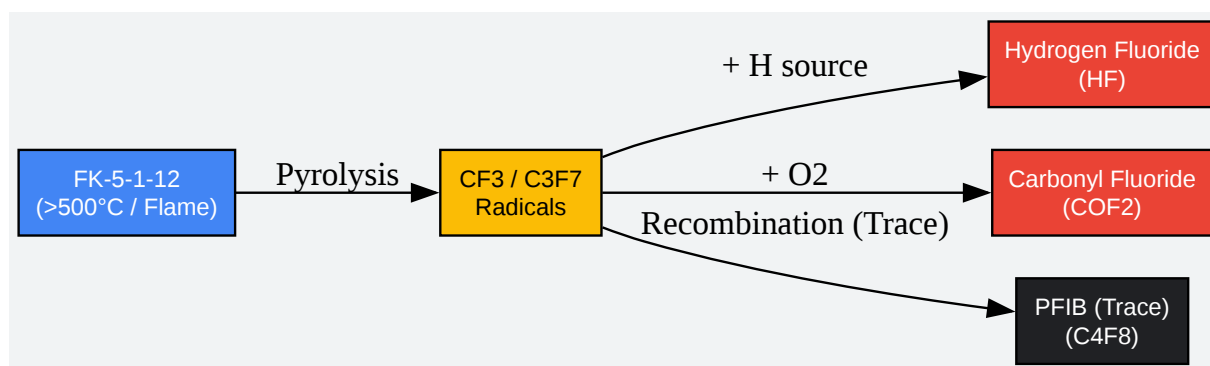 FK-5-1-12
(>500°C / Flame)
Pyrolysis
CF3 / C3F7
Radicals
+ H source
+ O2
Recombination (Trace)
Hydrogen Fluoride
(HF)
Carbonyl Fluoride
(COF2)
PFIB (Trace)
(C4F8)